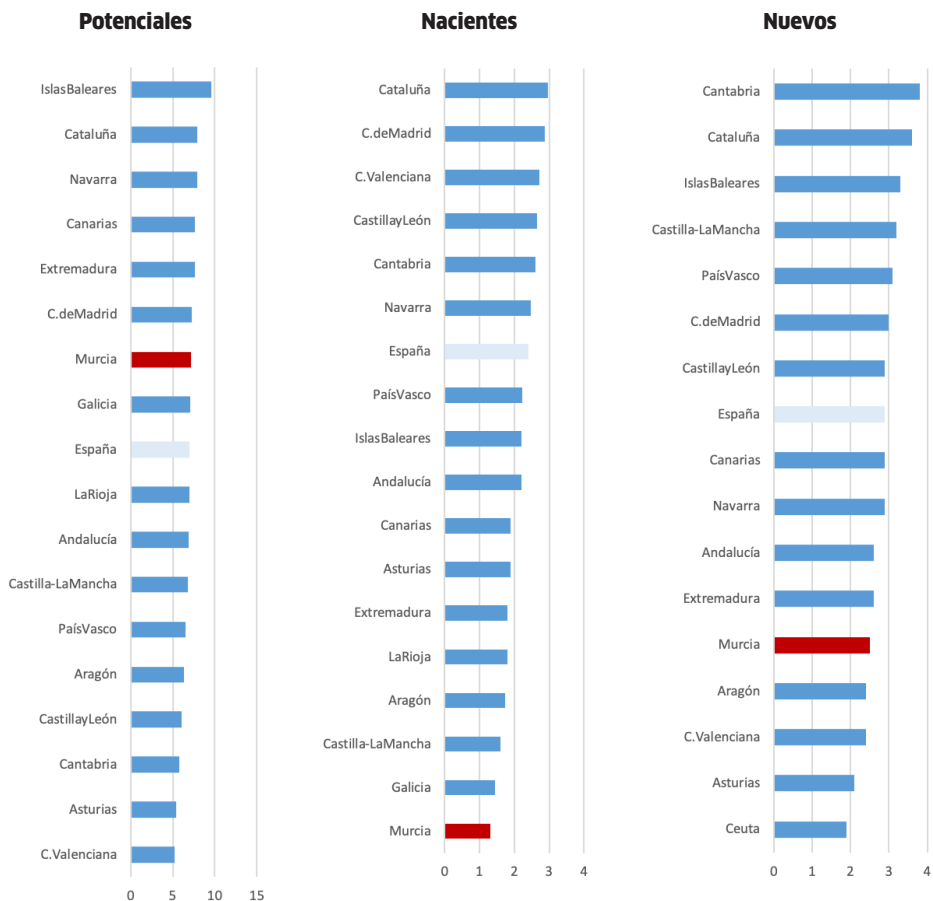 Potenciales
IslasBaleares
Cataluña
Navarra
Canarias
Extremadura
C.deMadrid
Murcia
Galicia
España
LaRioja
Andalucía
Castilla-LaMancha
PaísVasco
Aragón
CastillayLeón
Cantabria
Asturias
C.Valenciana
0 5 10 15
Nacientes
Cataluña
C.deMadrid
C.Valenciana
CastillayLeón
Cantabria
Navarra
España
PaísVasco
IslasBaleares
Andalucía
Canarias
Asturias
Extremadura
LaRioja
Aragón
Castilla-LaMancha
Galicia
Murcia
0 1 2 3 4
Nuevos
Cantabria
Cataluña
IslasBaleares
Castilla-LaMancha
PaísVasco
C.deMadrid
CastillayLeón
España
Canarias
Navarra
Andalucía
Extremadura
Murcia
Aragón
C.Valenciana
Asturias
Ceuta
0 1 2 3 4